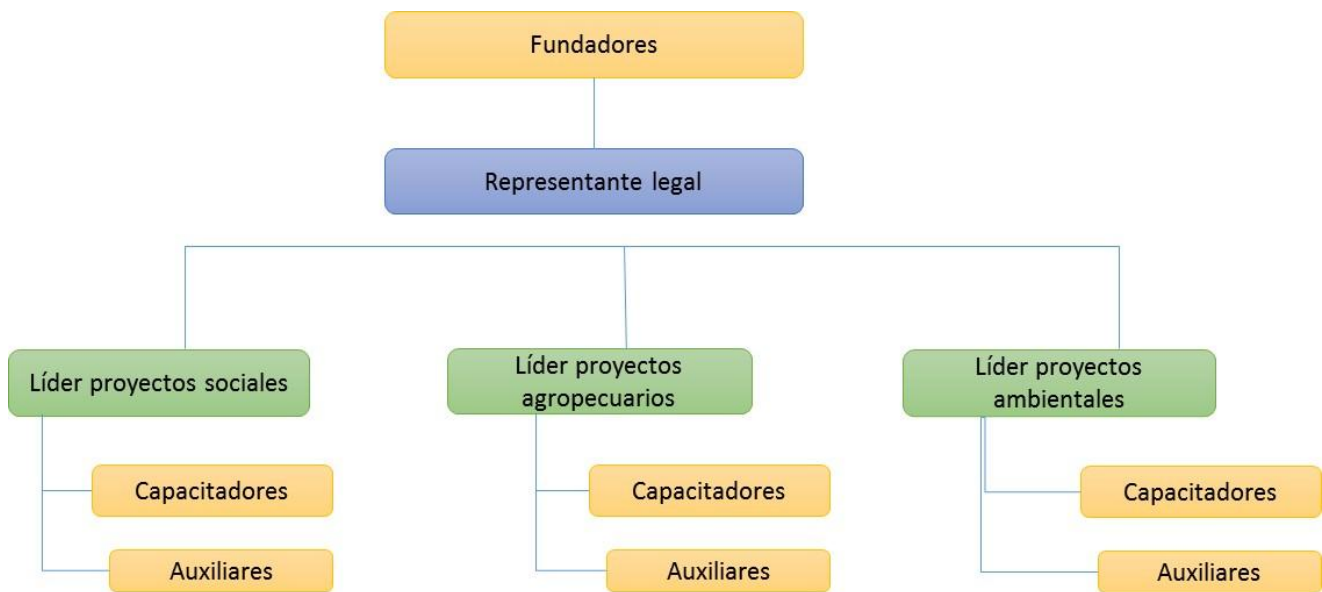 Fundadores
Representante legal
Líder proyectos sociales
Capacitadores
Auxiliares
Líder proyectos
agropecuarios
Capacitadores
Auxiliares
Líder proyectos
ambientales
Capacitadores
Auxiliares